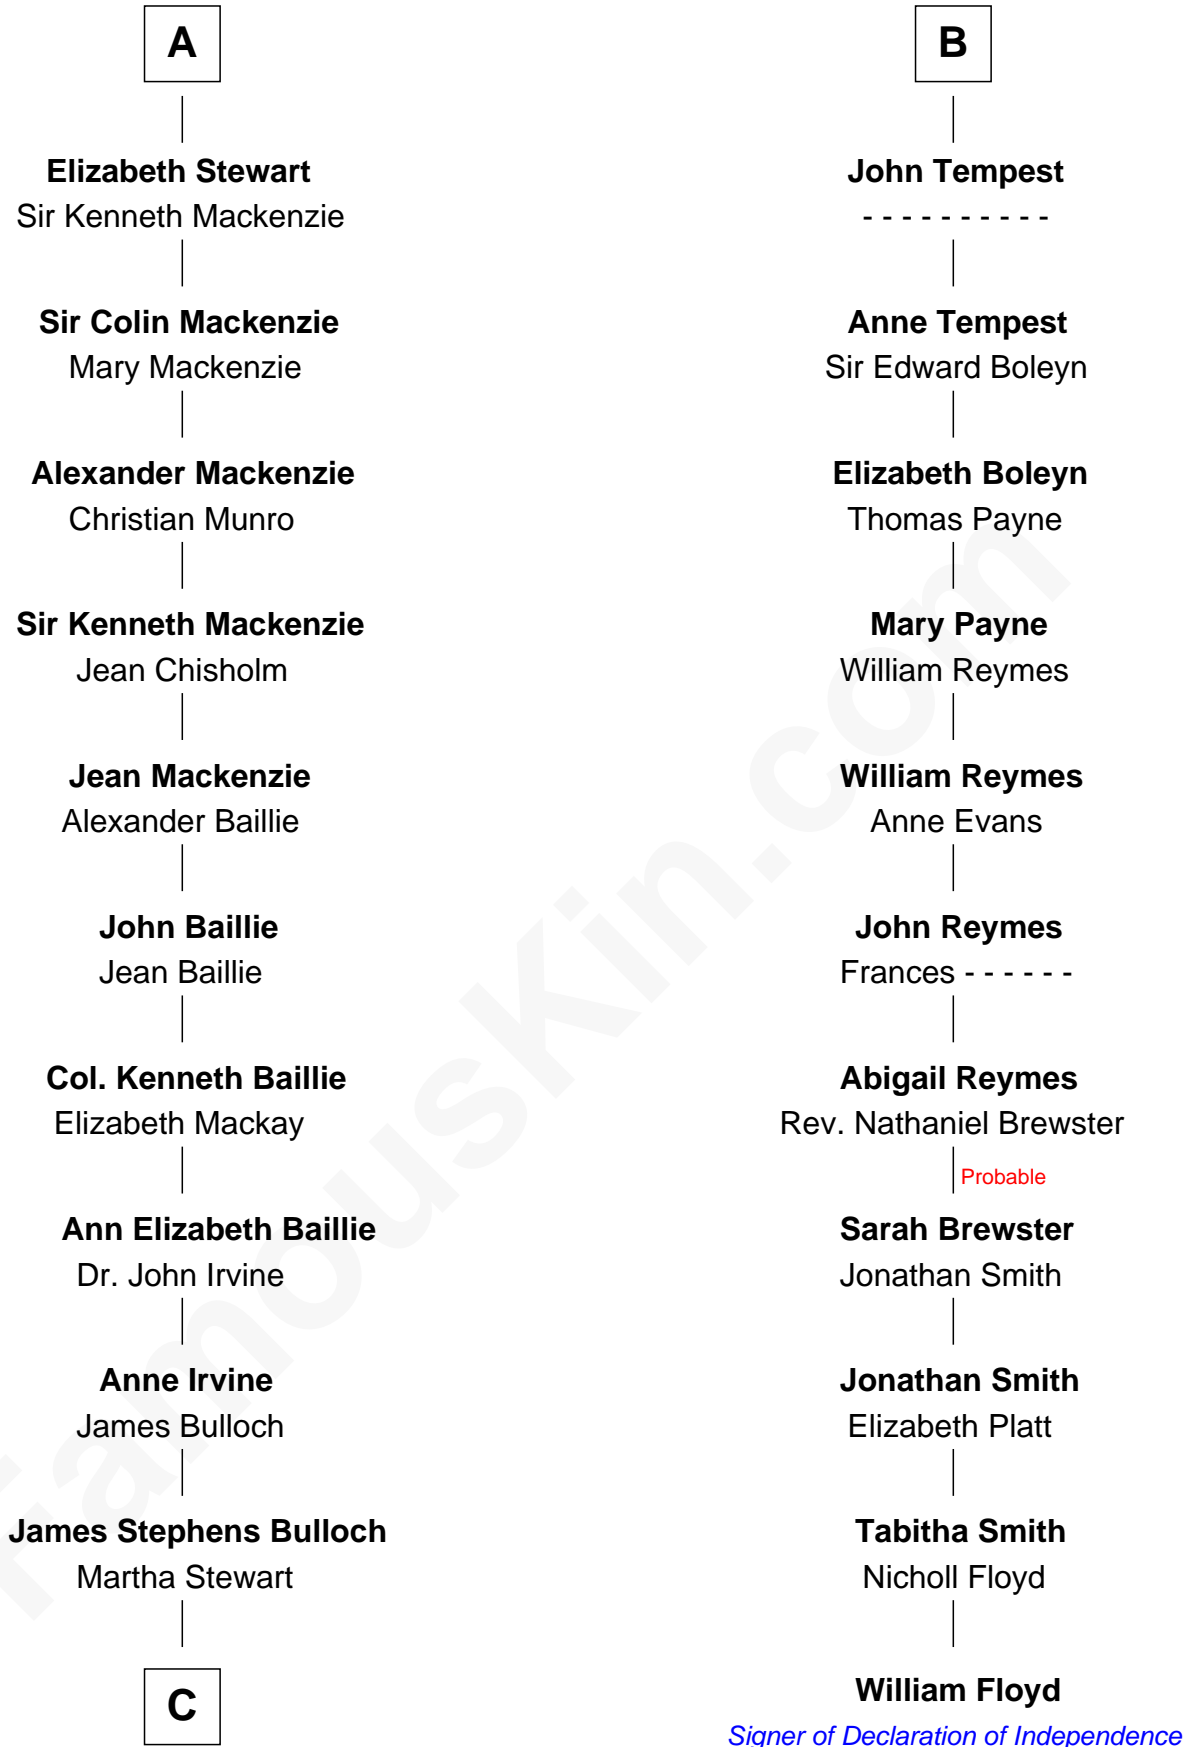 A
Elizabeth Stewart
Sir Kenneth Mackenzie
Sir Colin Mackenzie
Mary Mackenzie
Alexander Mackenzie
Christian Munro
Sir Kenneth Mackenzie
Jean Chisholm
Jean Mackenzie
Alexander Baillie
John Baillie
Jean Baillie
Col. Kenneth Baillie
Elizabeth Mackay
Ann Elizabeth Baillie
Dr. John Irvine
Anne Irvine
James Bulloch
James Stephens Bulloch
Martha Stewart
C
B
John Tempest
- - - - - - - - - -
Anne Tempest
Sir Edward Boleyn
Elizabeth Boleyn
Thomas Payne
Mary Payne
William Reymes
William Reymes
Anne Evans
John Reymes
Frances - - - - - -
Abigail Reymes
Rev. Nathaniel Brewster
Probable
Sarah Brewster
Jonathan Smith
Jonathan Smith
Elizabeth Platt
Tabitha Smith
Nicholl Floyd
William Floyd
Signer of Declaration of Independence
FamousKin.com